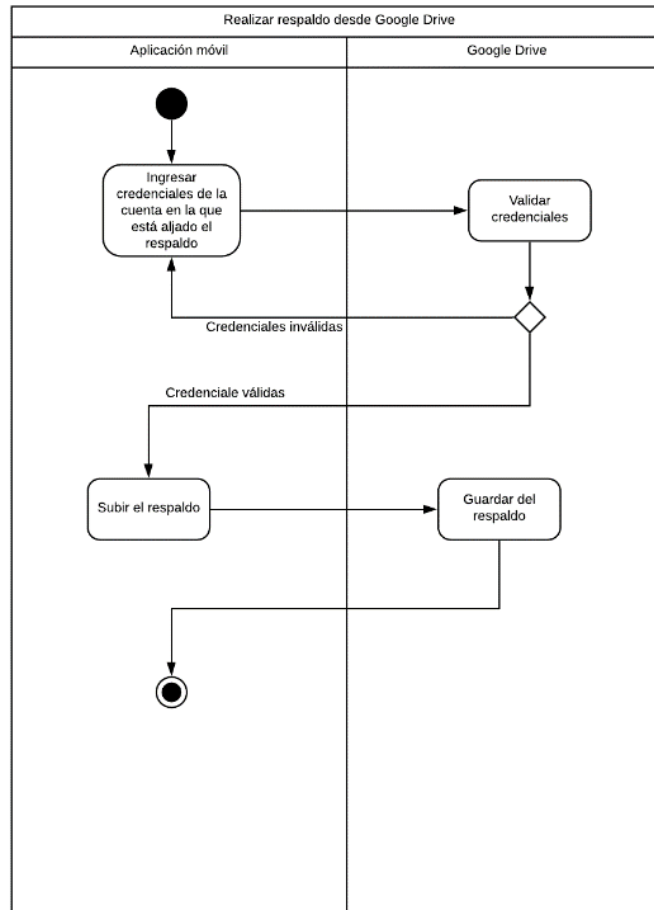 Realizar respaldo desde Google Drive
Aplicación móvil
Google Drive
Ingresar
credenciales de la
cuenta en la que
está aljado el
respaldo
Validar
credenciales
Credenciales inválidas
Credenciale válidas
Subir el respaldo
Guardar del
respaldo